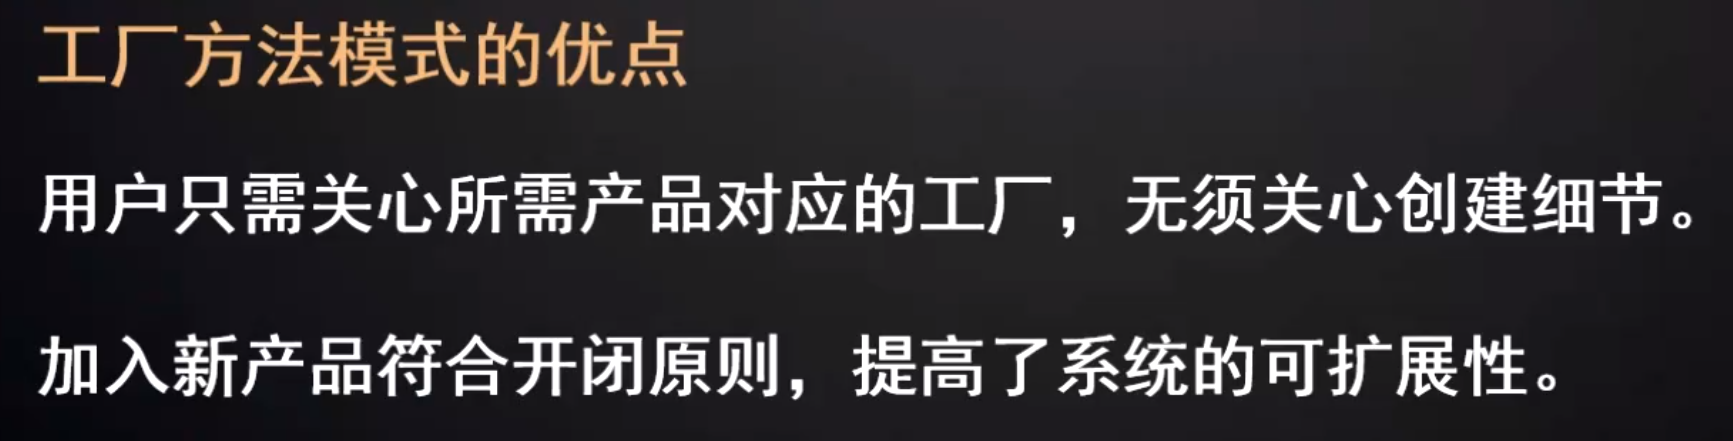 工厂方法模式的优点
用户只需关心所需产品对应的工厂，无须关心创建细节。
加入新产品符合开闭原则，提高了系统的可扩展性。